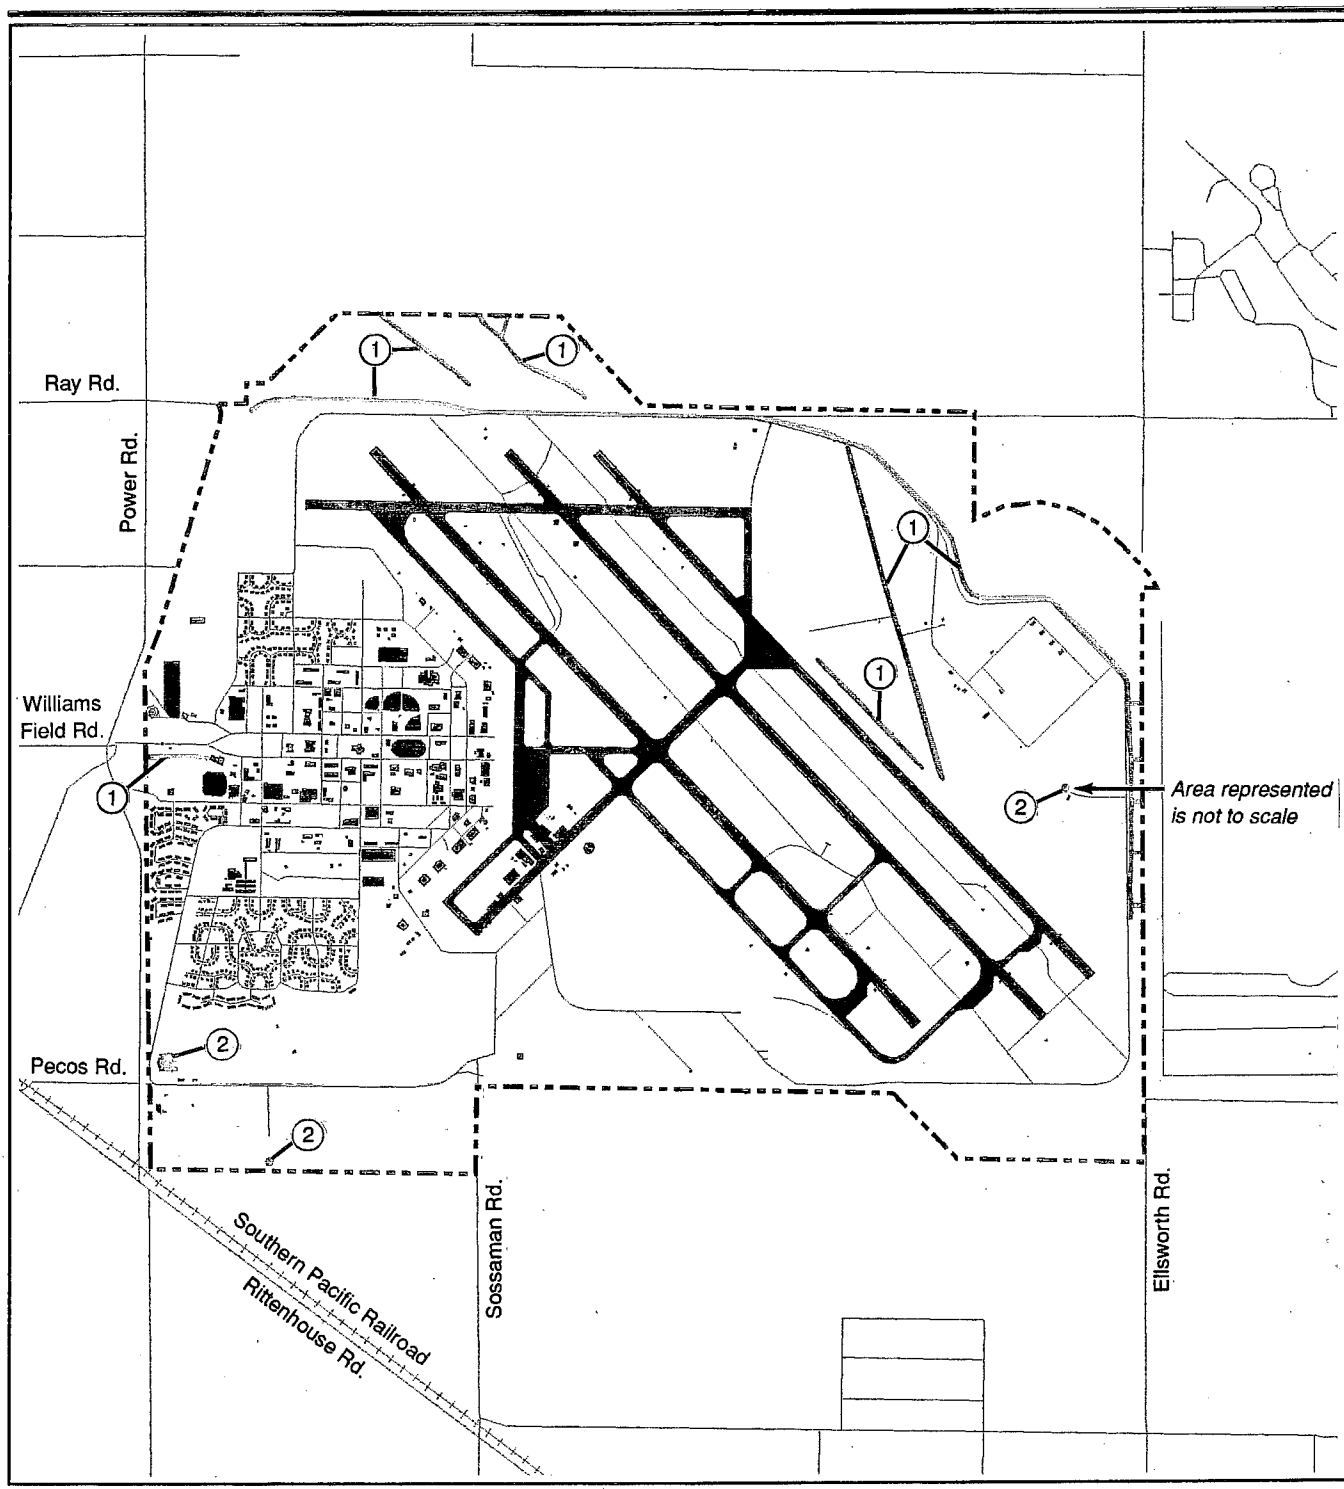 1
1
Ray Rd.
Power Rd.
1
1
Williams
Field Rd.
1
2
Area represented
is not to scale
2
Pecos Rd.
2
Southern Pacific Railroad
Rittenhouse Rd.
Sossaman Rd.
Ellsworth Rd.